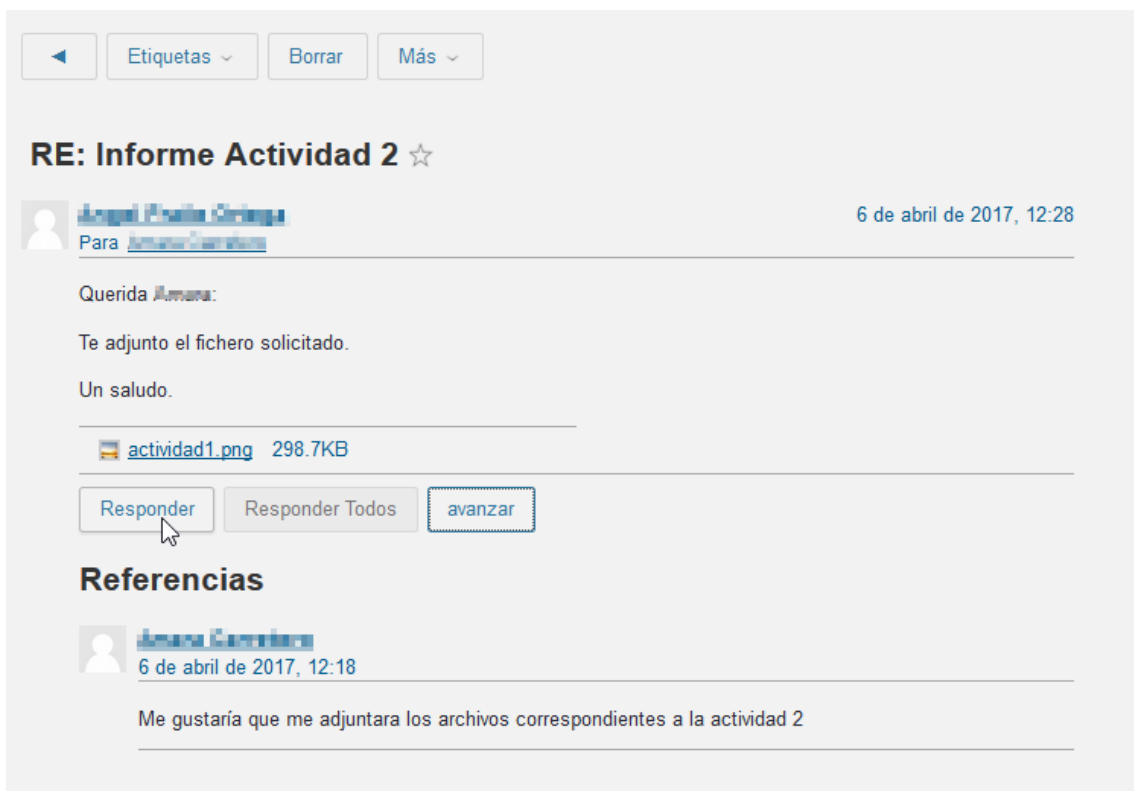 Etiquetas
Borrar
Más
RE: Informe Actividad 2
6 de abril de 2017, 12:28
Para
Querida :
Te adjunto el fichero solicitado.
Un saludo.
actividad1.png 298.7KB
Responder
Responder Todos
avanzar
Referencias
6 de abril de 2017, 12:18
Me gustaría que me adjuntara los archivos correspondientes a la actividad 2